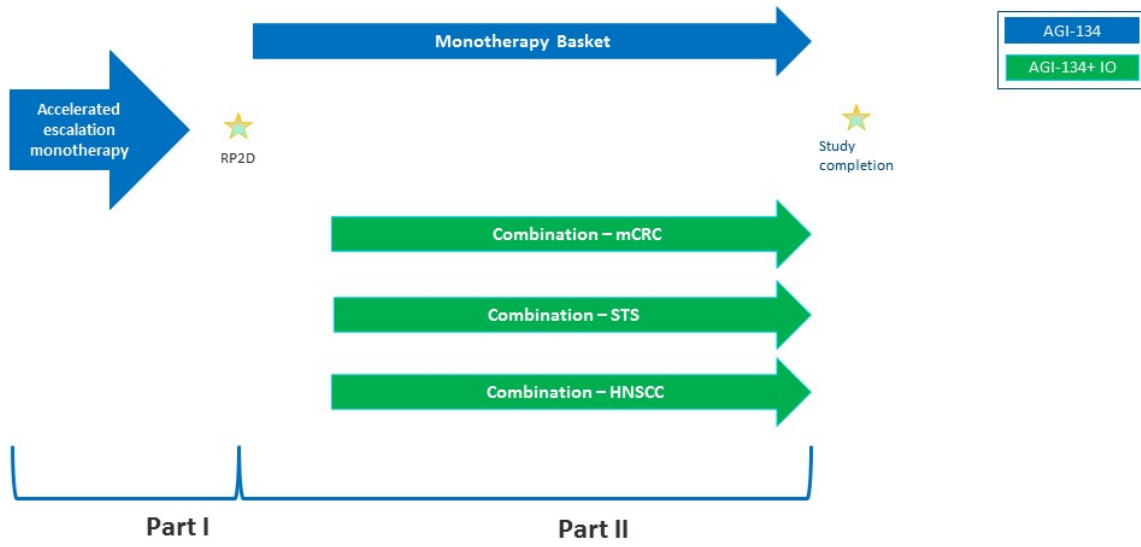 Monotherapy Basket
AGI-134
AGI-134+ IO
Accelerated
escalation
monotherapy
RP2D
Study
completion
Combination – mCRC
Combination – STS
Combination – HNSCC
Part I
Part II